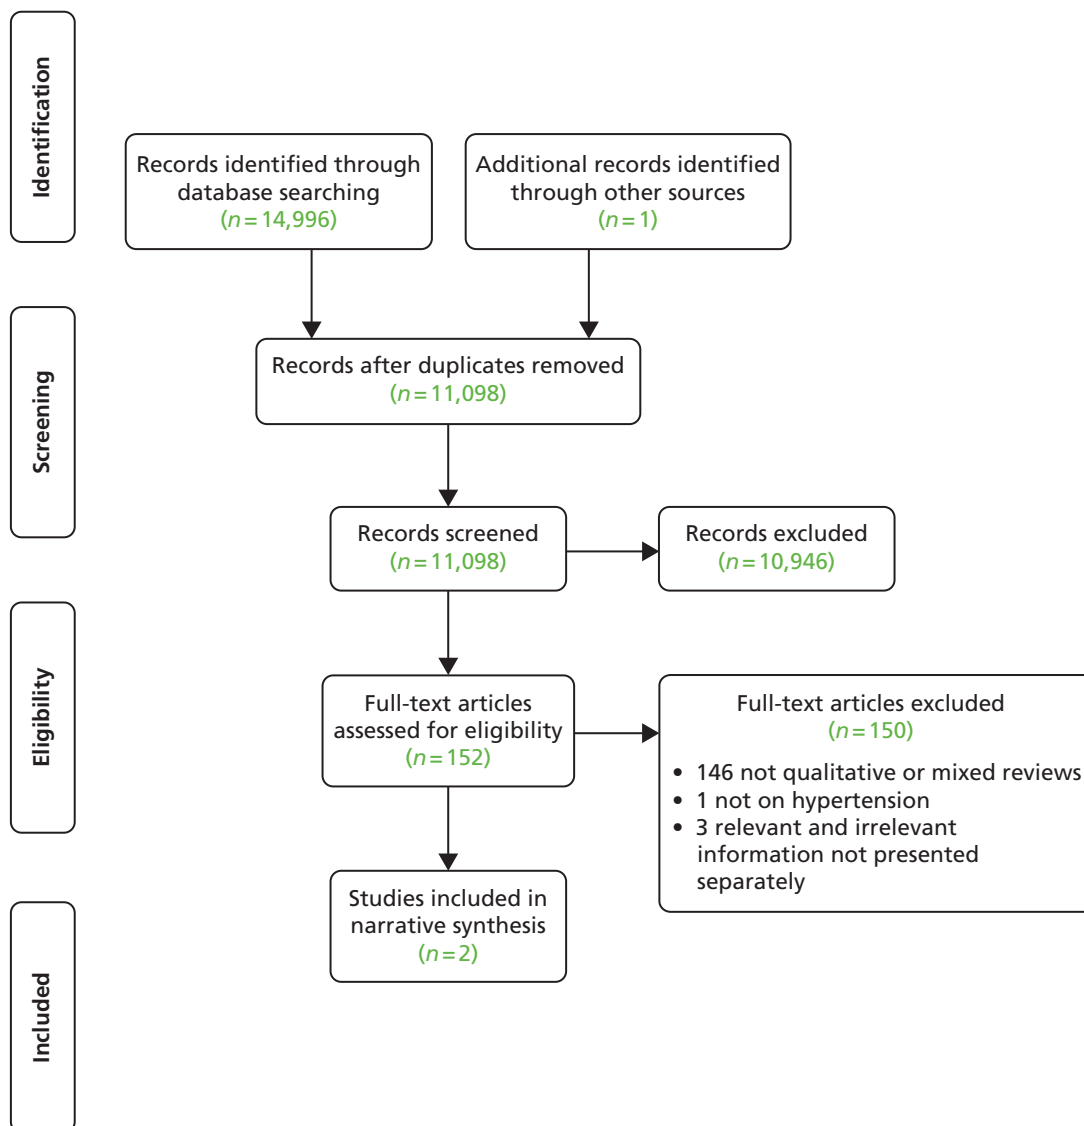 Identification
Records identified through
database searching
(n = 14,996)
Additional records identified
through other sources
(n = 1)
Screening
Records after duplicates removed
(n = 11,098)
Records screened
(n = 11,098)
Records excluded
(n = 10,946)
Eligibility
Full-text articles
assessed for eligibility
(n = 152)
Full-text articles excluded
(n = 150)
• 146 not qualitative or mixed reviews
• 1 not on hypertension
• 3 relevant and irrelevant
information not presented
separately
Included
Studies included in
narrative synthesis
(n = 2)